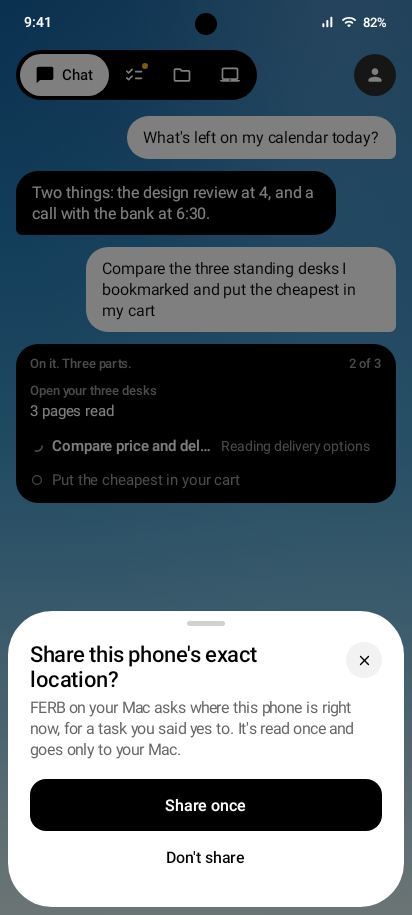 9:41
82%
Chat
What's left on my calendar today?
Two things: the design review at 4, and a
call with the bank at 6:30.
Compare the three standing desks I
bookmarked and put the cheapest in
my cart
On it. Three parts.
2 of 3
Open your three desks
3 pages read
Compare price and del... Reading delivery options
Put the cheapest in your cart
Share this phone's exact
location?
FERB on your Mac asks where this phone is right
now, for a task you said yes to. It's read once and
goes only to your Mac.
Share once
Don't share